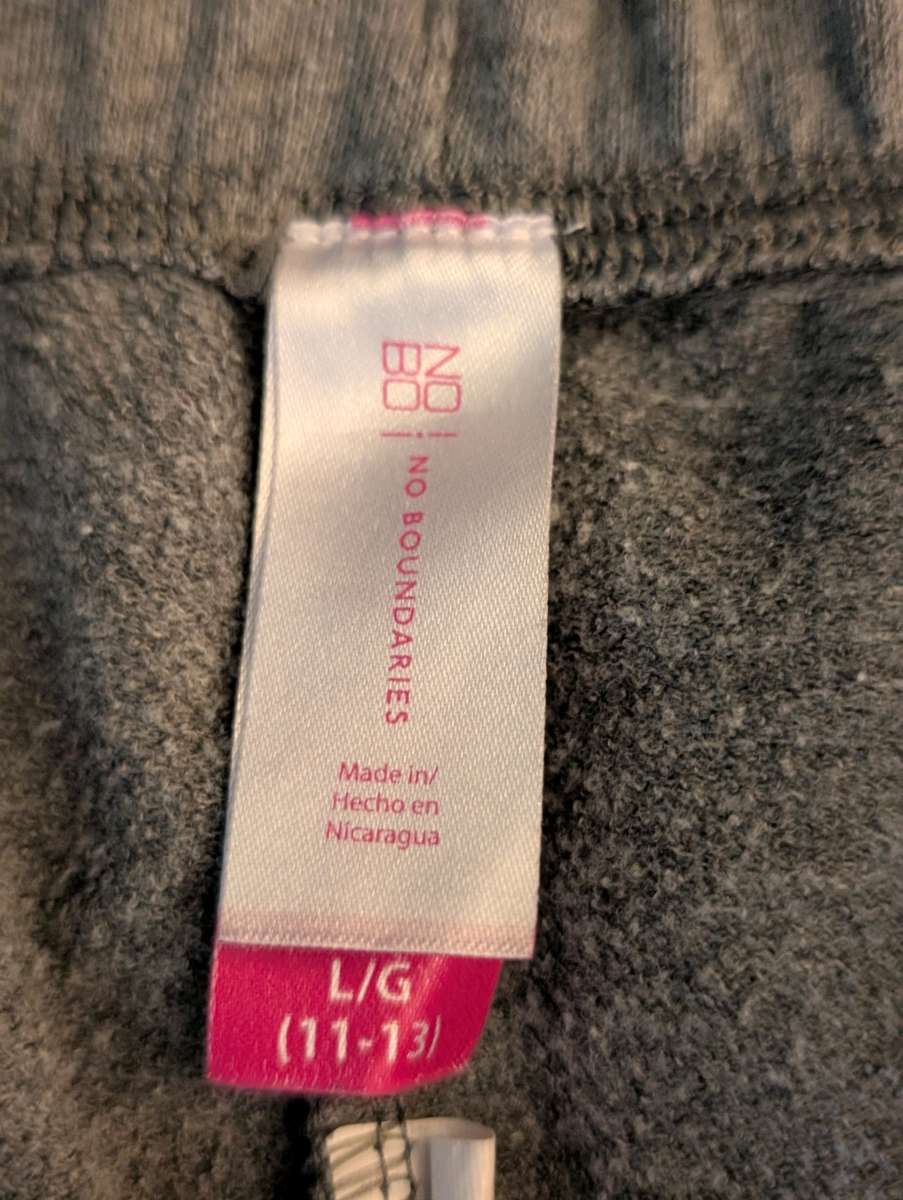 NO
BO
NO BOUNDARIES
Made in/
Hecho en
Nicaragua
L/G
(11-13)